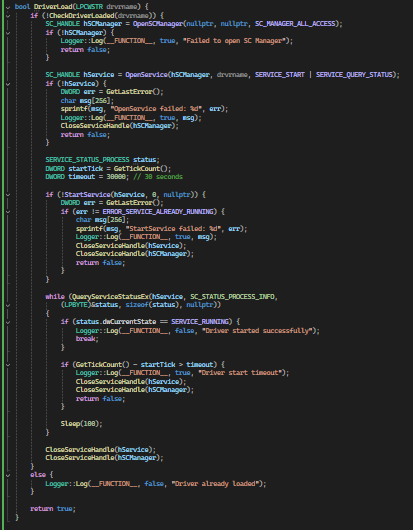 bool DriverLoad(LPCWSTR drvrname) {
if (!CheckDriverLoaded(drvrname)) {
SC_HANDLE hSCManager = OpenSCManager(nullptr, nullptr, SC_MANAGER_ALL_ACCESS);
if (!hSCManager) {
Logger::Log(__FUNCTION__, true, "Failed to open SC Manager");
return false;
}
SC_HANDLE hService = OpenService(hSCManager, drvrname, SERVICE_START | SERVICE_QUERY_STATUS);
if (!hService) {
DWORD err = GetLastError();
char msg[256];
sprintf(msg, "OpenService failed: %d", err);
Logger::Log(__FUNCTION__, true, msg);
CloseServiceHandle(hSCManager);
return false;
}
SERVICE_STATUS_PROCESS status;
DWORD startTick = GetTickCount();
DWORD timeout = 30000; // 30 seconds
if (!StartService(hService, 0, nullptr)) {
DWORD err = GetLastError();
if (err != ERROR_SERVICE_ALREADY_RUNNING) {
char msg[256];
sprintf(msg, "StartService failed: %d", err);
Logger::Log(__FUNCTION__, true, msg);
CloseServiceHandle(hService);
CloseServiceHandle(hSCManager);
return false;
}
}
while (QueryServiceStatusEx(hService, SC_STATUS_PROCESS_INFO,
(LPBYTE)&status, sizeof(status), nullptr))
{
if (status.dwCurrentState == SERVICE_RUNNING) {
Logger::Log(__FUNCTION__, false, "Driver started successfully");
break;
}
if (GetTickCount() - startTick > timeout) {
Logger::Log(__FUNCTION__, true, "Driver start timeout");
CloseServiceHandle(hService);
CloseServiceHandle(hSCManager);
return false;
}
Sleep(100);
}
CloseServiceHandle(hService);
CloseServiceHandle(hSCManager);
}
else {
Logger::Log(__FUNCTION__, false, "Driver already loaded");
}
return true;
}